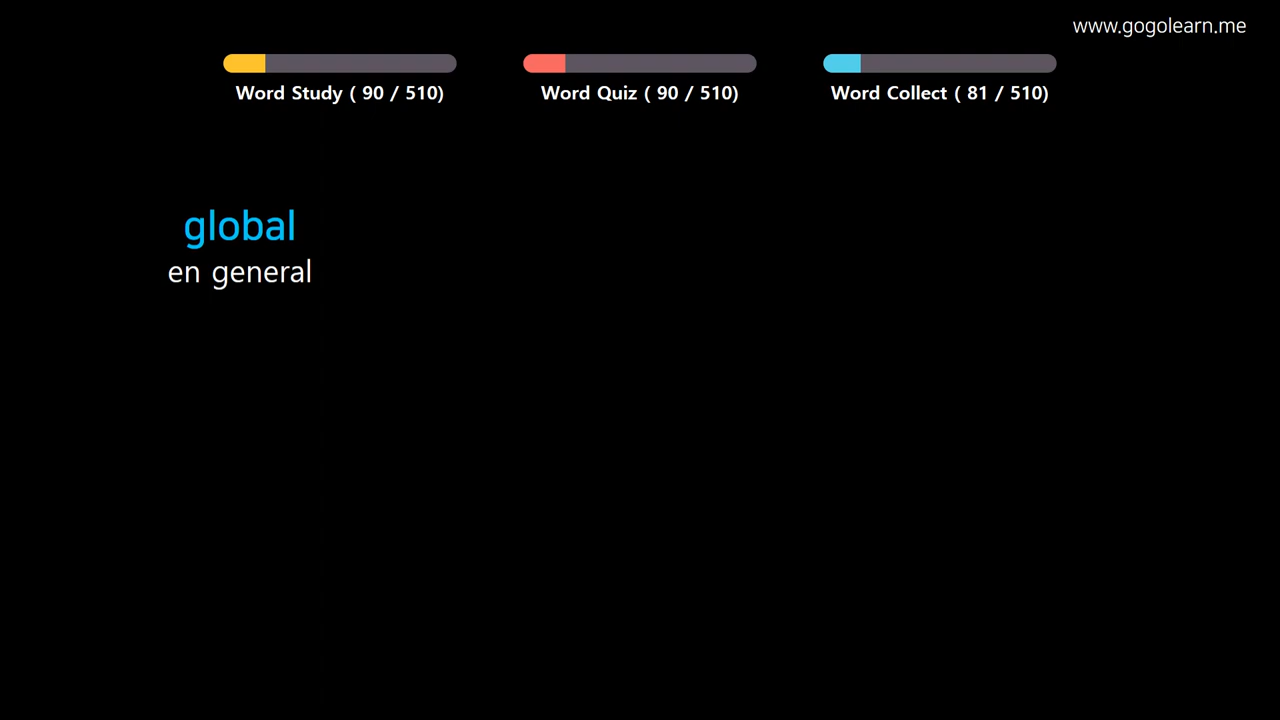 www.gogolearn.me
Word Study ( 90 / 510)
Word Quiz ( 90 / 510)
Word Collect ( 81 / 510)
global
en general